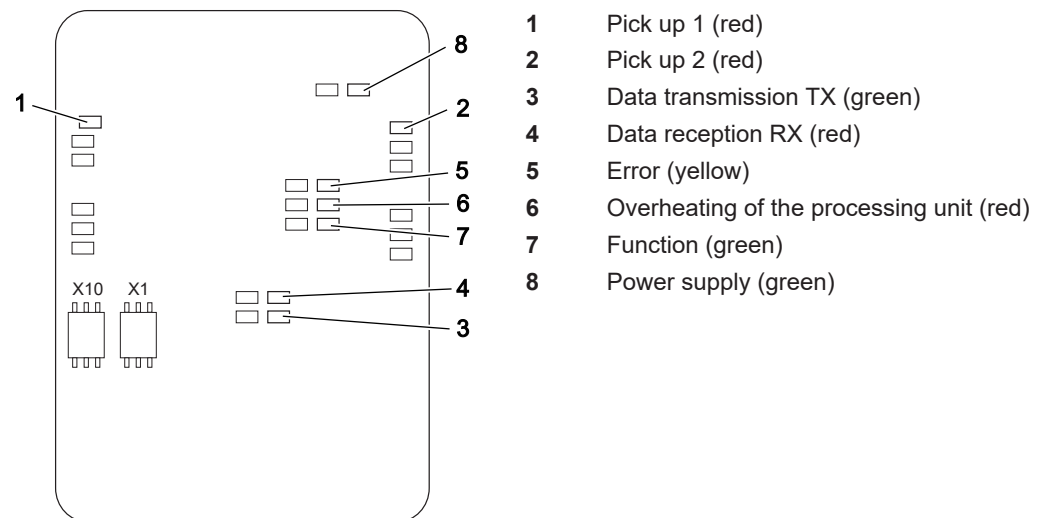 8
1
2
5
6
7
X10 X1
4
3
1 Pick up 1 (red)
2 Pick up 2 (red)
3 Data transmission TX (green)
4 Data reception RX (red)
5 Error (yellow)
6 Overheating of the processing unit (red)
7 Function (green)
8 Power supply (green)